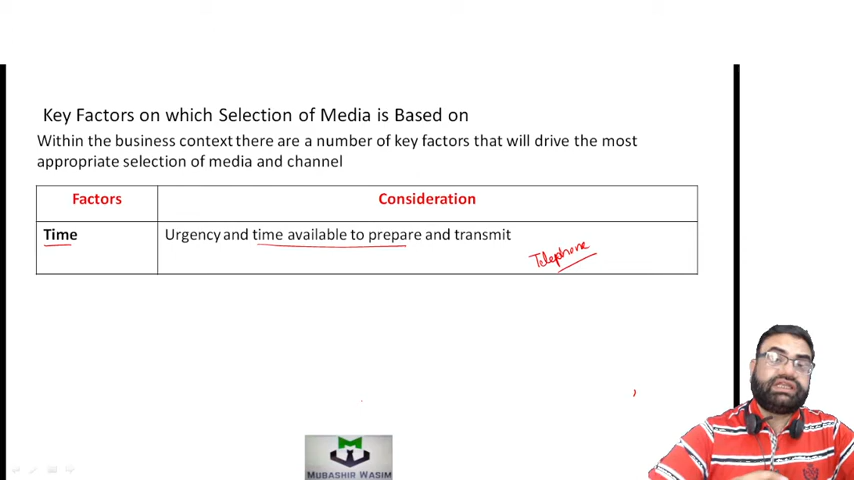 Key Factors on which Selection of Media is Based on
Within the business context there are a number of key factors that will drive the most
appropriate selection of media and channel
Factors
Consideration
Time
Urgency and time available to prepare and transmit
Telephone
MUBASHIR WASIM